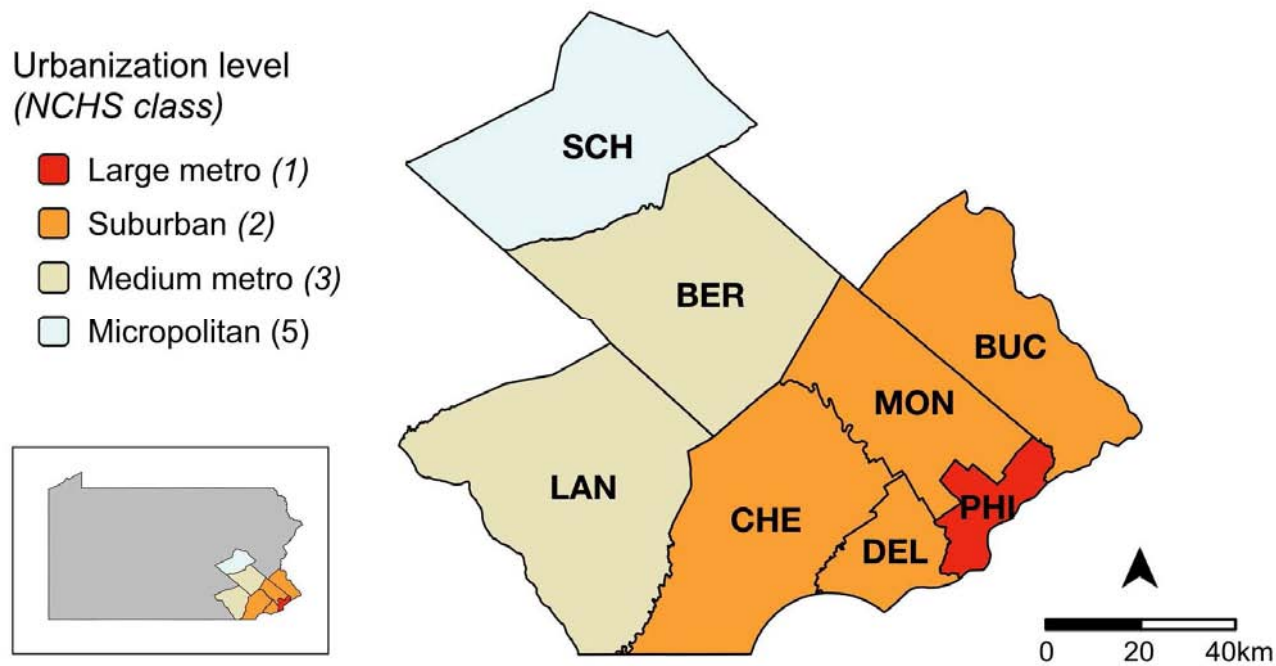 Urbanization level
(NCHS class)
Large metro (1)
Suburban (2)
Medium metro (3)
Micropolitan (5)
SCH
BER
BUC
MON
LAN
PHI
CHE
DEL
0 20 40km